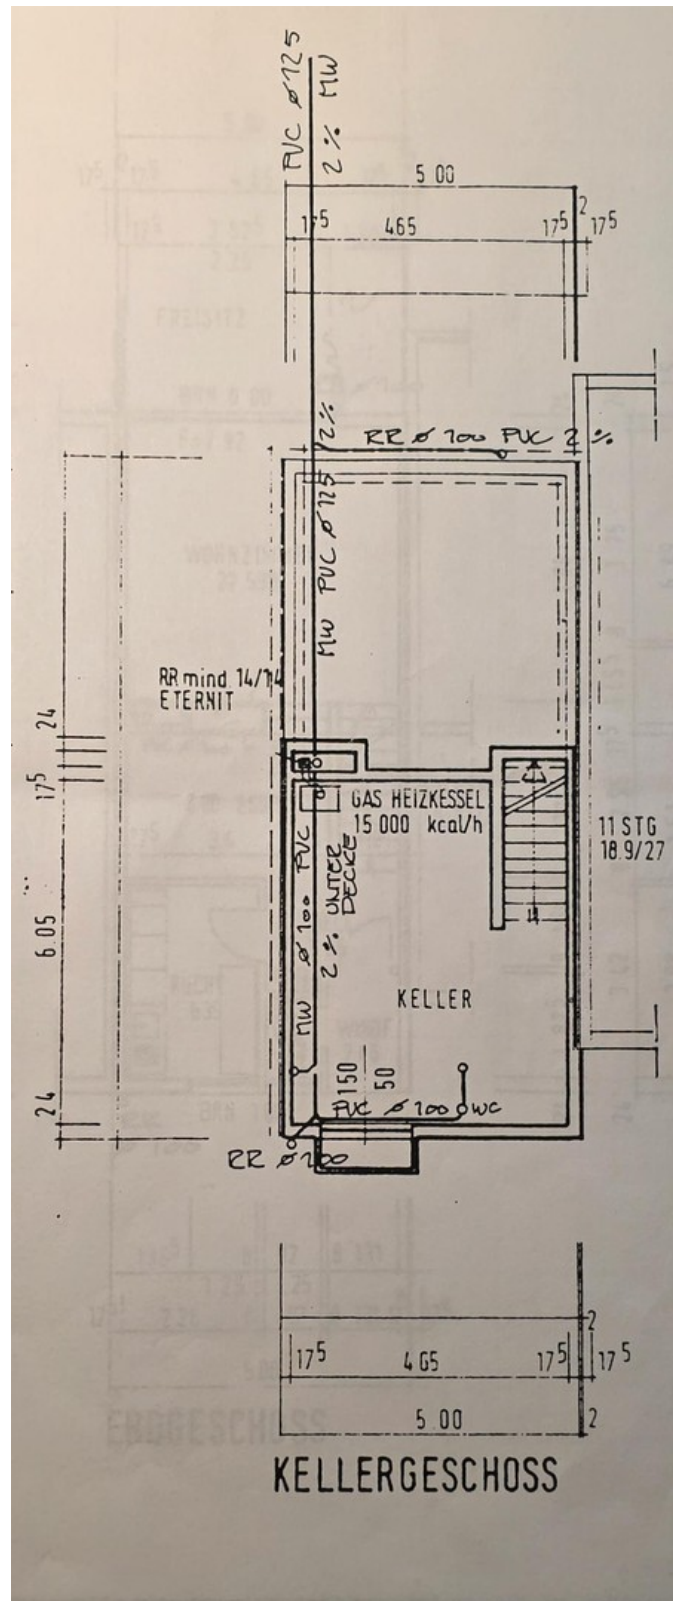 PVC ø 125
2 % MW
5 00
2
17⁵ 465 17⁵ 17⁵
2%
RR ø 100 PVC 2 %
MW PVC ø 125
RR mind. 14/14
ETERNIT
24
17⁵
6.05
24
GAS HEIZKESSEL
15 000 kcal/h
11 STG
18.9/27
MW ø 100 PVC
2 % UNTER
DECKE
KELLER
150
50
PVC ø 100 WC
RR ø 100
2
17⁵ 465 17⁵ 17⁵
5 00 2
KELLERGESCHOSS
ERDGESCHOSS